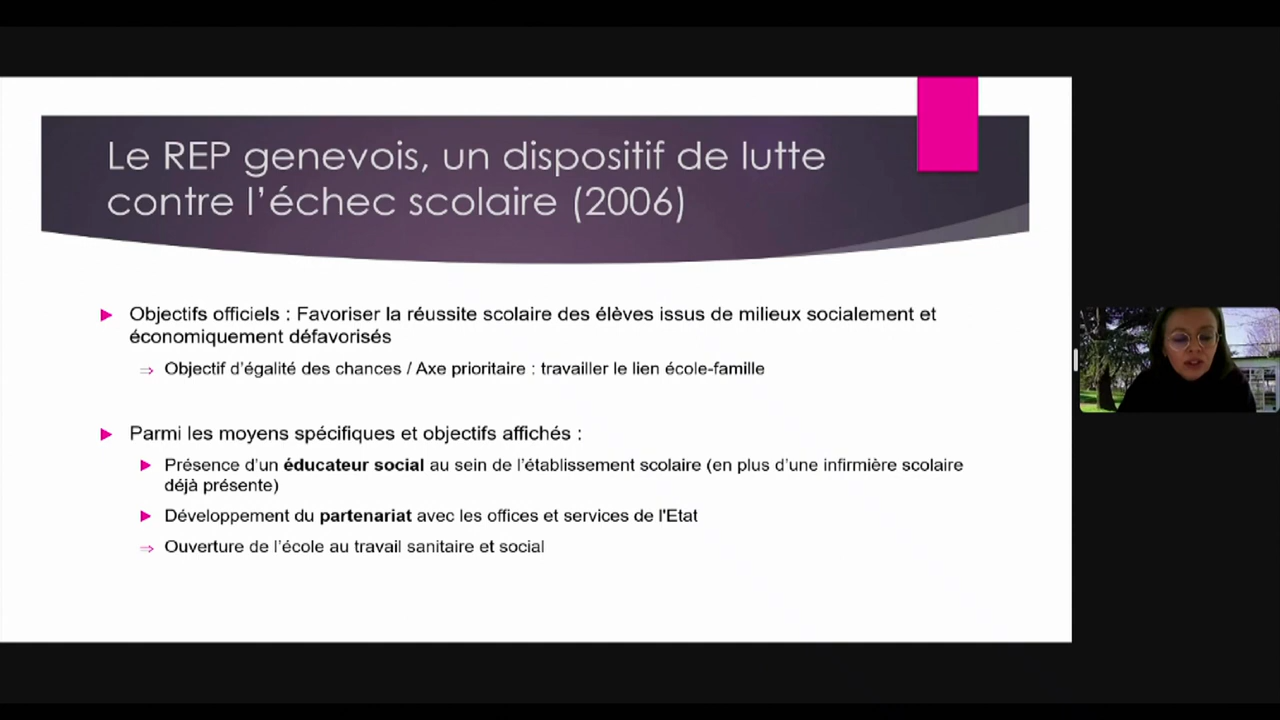 Le REP genevois, un dispositif de lutte
contre l’échec scolaire (2006)
Objectifs officiels : Favoriser la réussite scolaire des élèves issus de milieux socialement et
économiquement défavorisés
⇒ Objectif d’égalité des chances / Axe prioritaire : travailler le lien école-famille
Parmi les moyens spécifiques et objectifs affichés :
Présence d’un éducateur social au sein de l’établissement scolaire (en plus d’une infirmière scolaire
déjà présente)
Développement du partenariat avec les offices et services de l'Etat
⇒ Ouverture de l’école au travail sanitaire et social